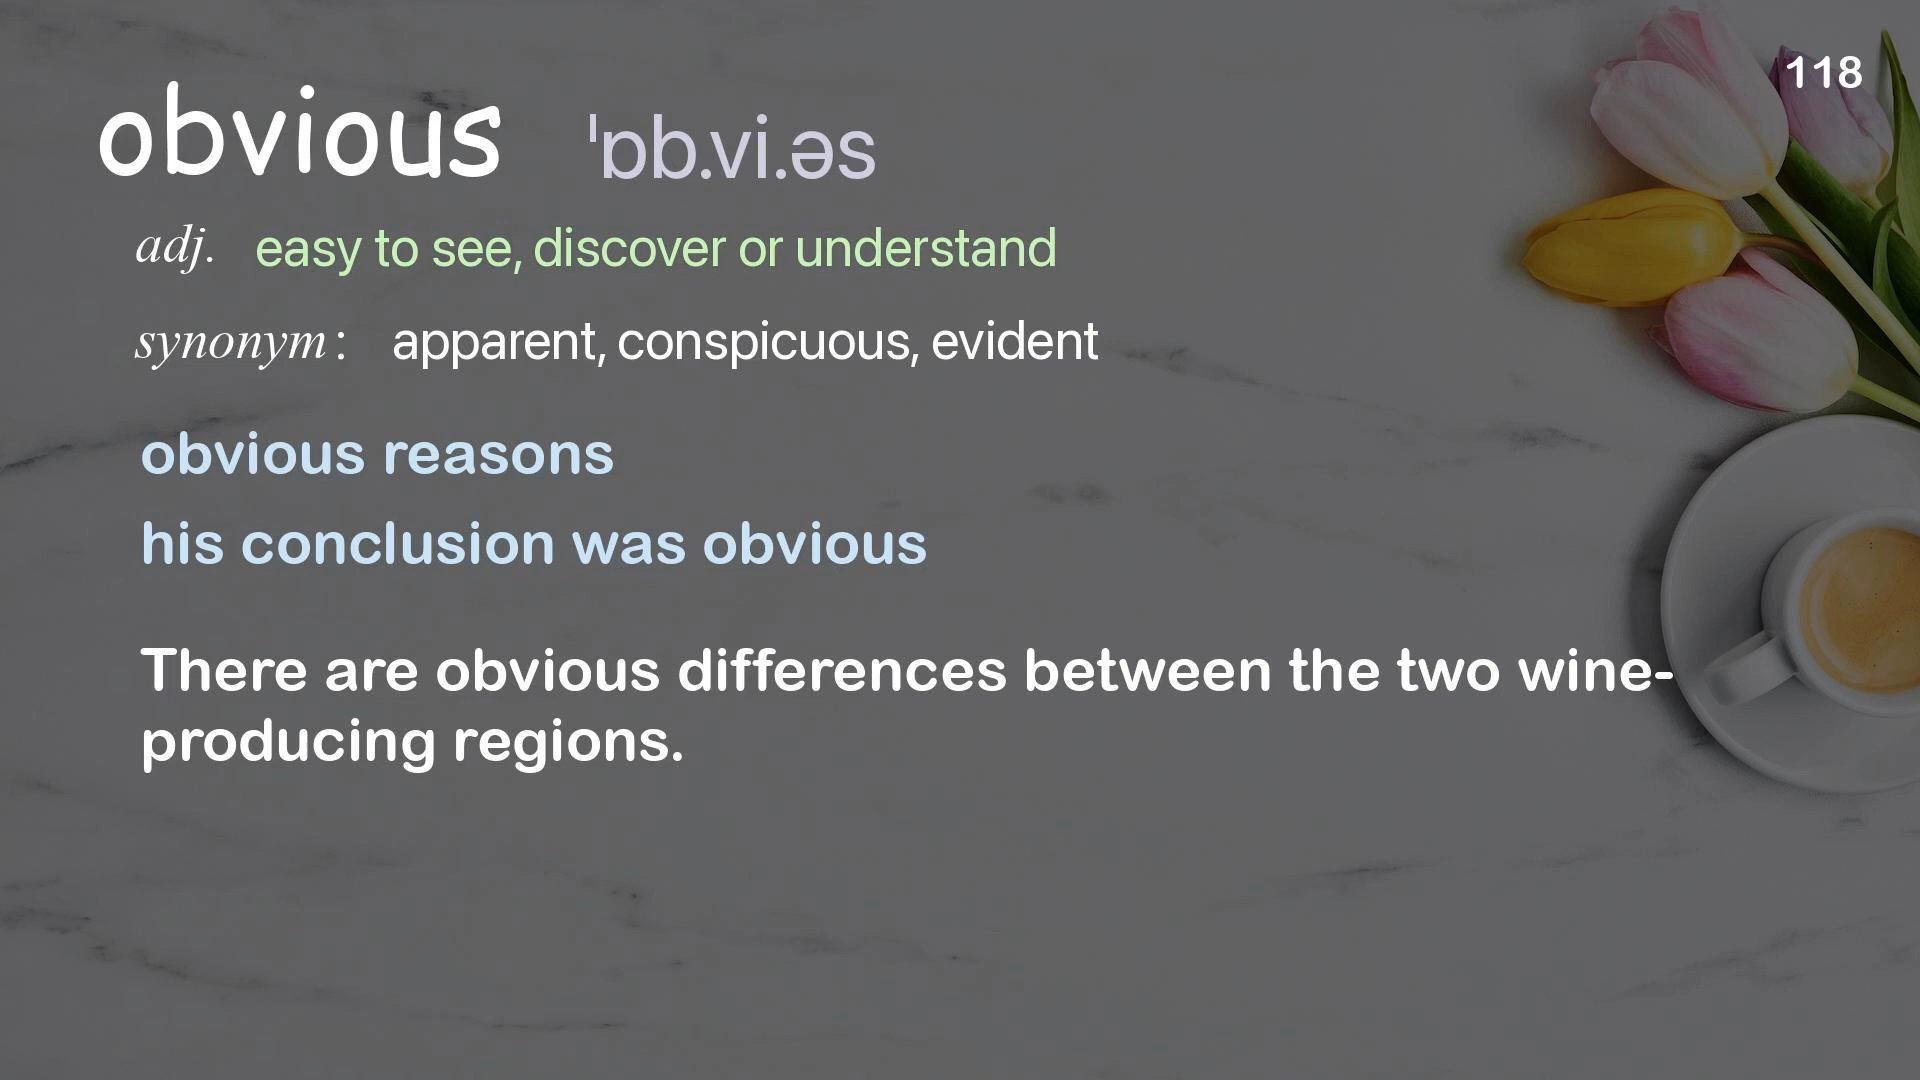 118
obvious ˈɒb.vi.əs
adj. easy to see, discover or understand
synonym: apparent, conspicuous, evident
obvious reasons
his conclusion was obvious
There are obvious differences between the two wine-
producing regions.